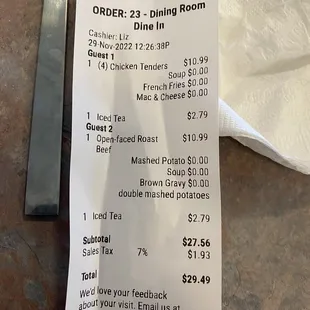 ORDER: 23 - Dining Room
Dine In
Cashier: Liz
29-Nov-2022 12:26:38P
Guest 1
1 (4) Chicken Tenders $10.99
Soup $0.00
French Fries $0.00
Mac & Cheese $0.00
1 Iced Tea $2.79
Guest 2
1 Open-faced Roast $10.99
Beef
Mashed Potato $0.00
Soup $0.00
Brown Gravy $0.00
double mashed potatoes
1 Iced Tea $2.79
Subtotal $27.56
Sales Tax 7% $1.93
Total $29.49
We'd love your feedback
about your visit. Email us at